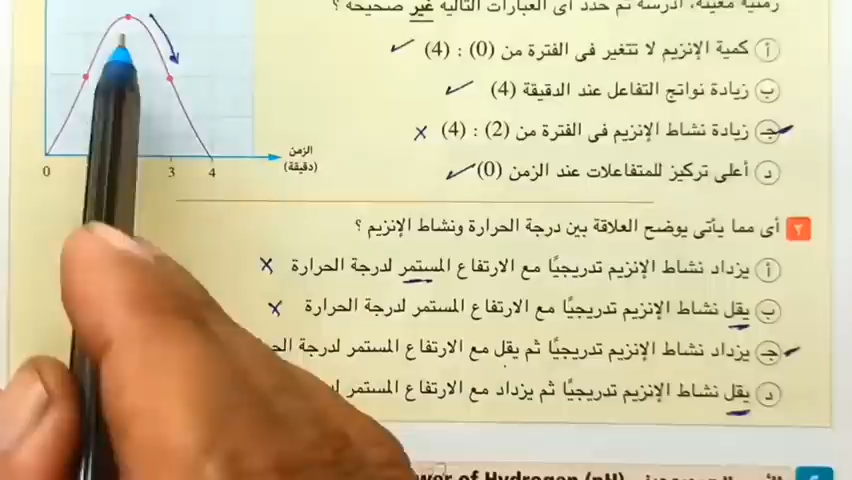 زمنية معينة، ادرسه ثم حدد أى العبارات التالية غير صحيحة ؟
أ كمية الإنزيم لا تتغير فى الفترة من (0) : (4)
ب زيادة نواتج التفاعل عند الدقيقة (4)
جـ زيادة نشاط الإنزيم فى الفترة من (2) : (4)
د أعلى تركيز للمتفاعلات عند الزمن (0)
الزمن
(دقيقة)
0 3 4
٢ أى مما يأتى يوضح العلاقة بين درجة الحرارة ونشاط الإنزيم ؟
أ يزداد نشاط الإنزيم تدريجيًا مع الارتفاع المستمر لدرجة الحرارة
ب يقل نشاط الإنزيم تدريجيًا مع الارتفاع المستمر لدرجة الحرارة
جـ يزداد نشاط الإنزيم تدريجيًا ثم يقل مع الارتفاع المستمر لدرجة
د يقل نشاط الإنزيم تدريجيًا ثم يزداد مع الارتفاع المستمر
of Hydrogen (pH)